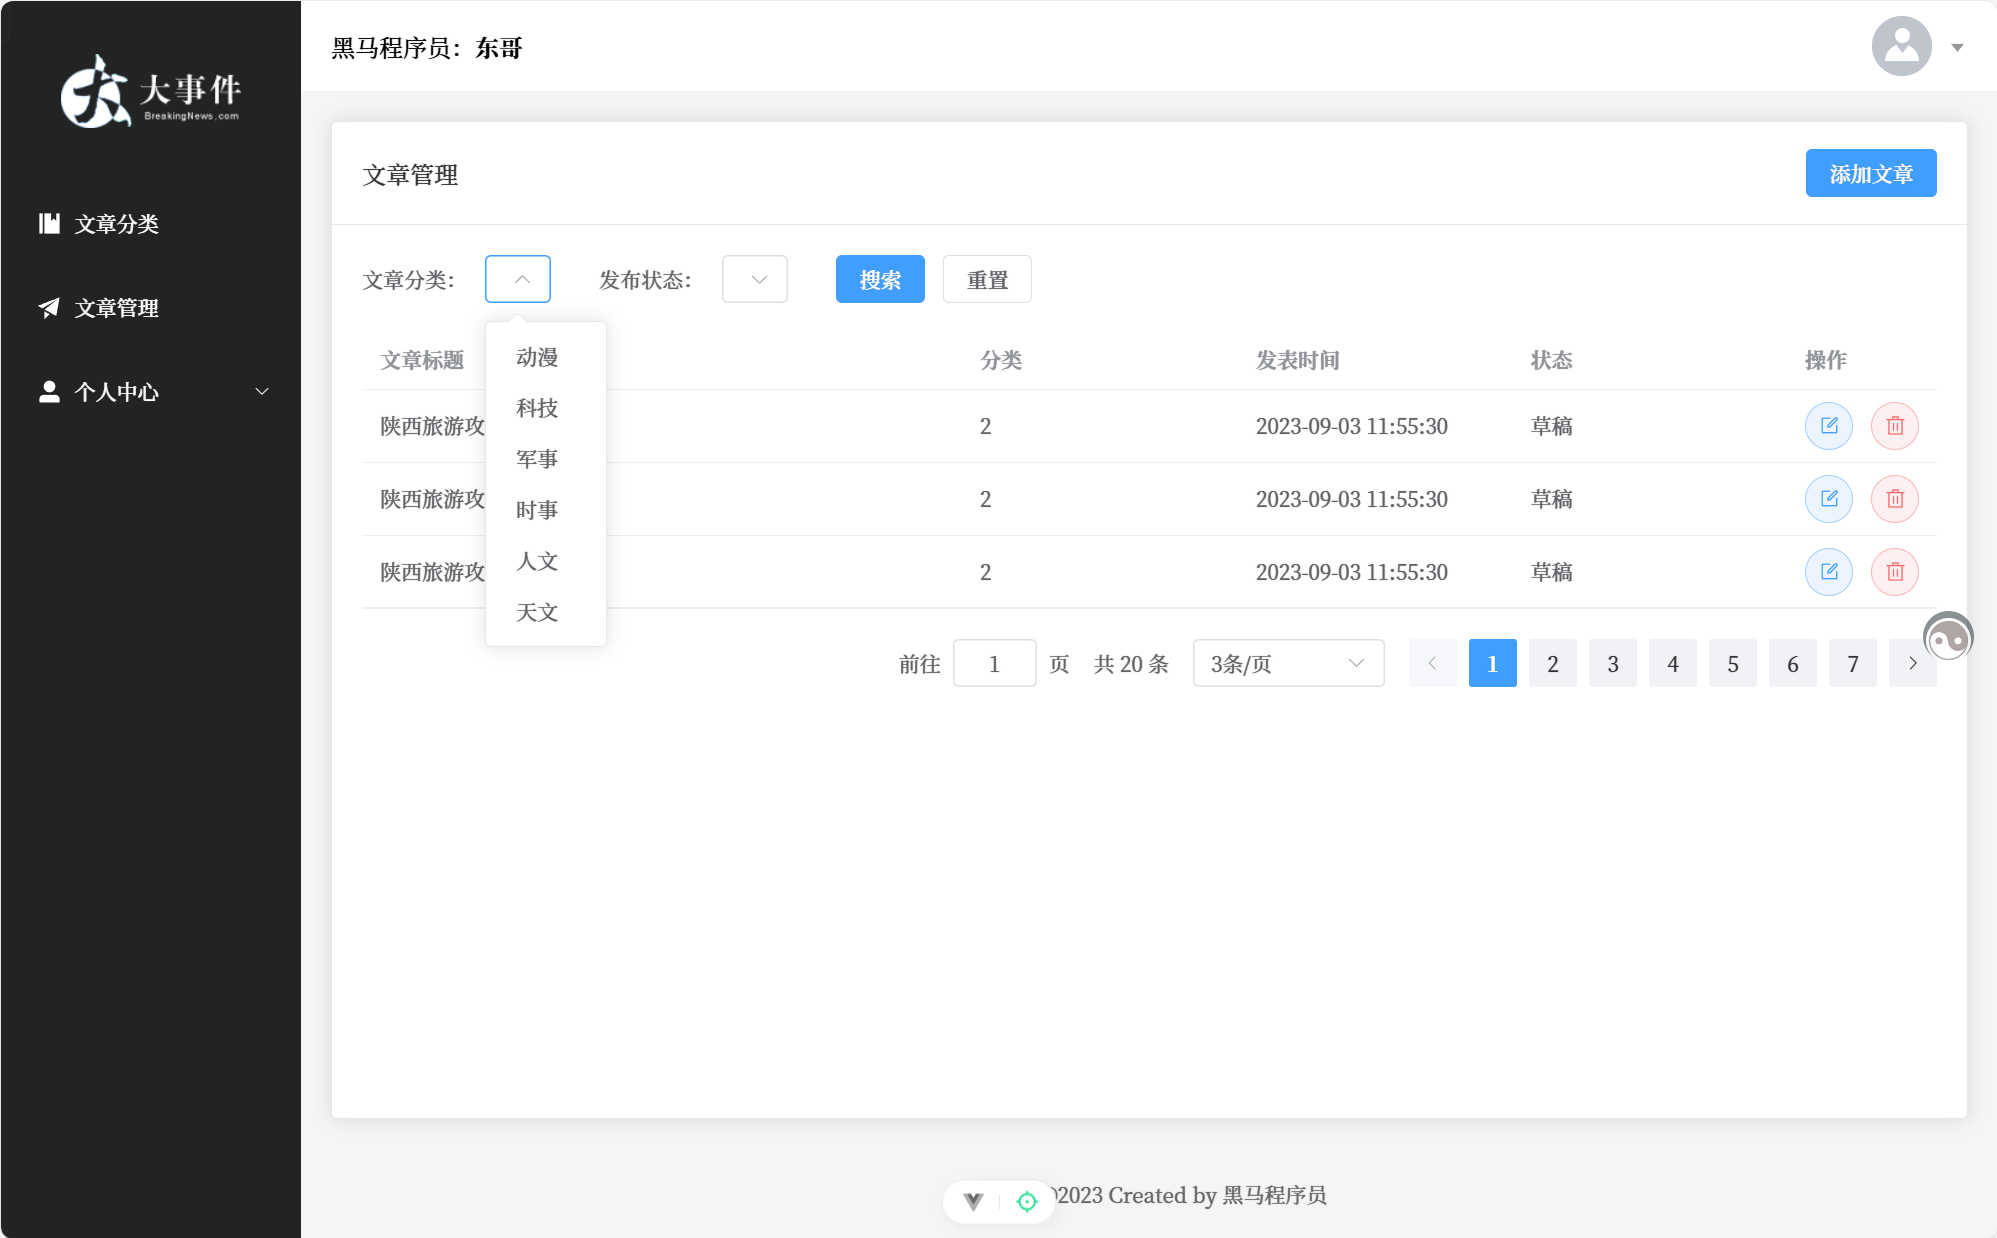 大事件
BreakingNews.com
文章分类
文章管理
个人中心
黑马程序员：东哥
文章管理
添加文章
文章分类：
发布状态：
搜索
重置
文章标题 分类 发表时间 状态 操作
陕西旅游攻 2 2023-09-03 11:55:30 草稿
陕西旅游攻 2 2023-09-03 11:55:30 草稿
陕西旅游攻 2 2023-09-03 11:55:30 草稿
动漫
科技
军事
时事
人文
天文
前往 1 页 共 20 条 3条/页 1 2 3 4 5 6 7
2023 Created by 黑马程序员